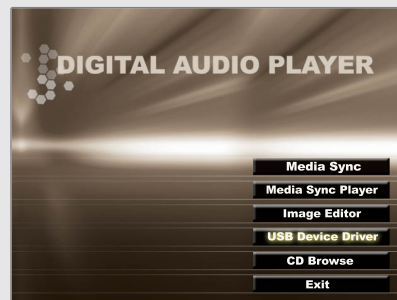 DIGITAL AUDIO PLAYER
Media Sync
Media Sync Player
Image Editor
USB Device Driver
CD Browse
Exit